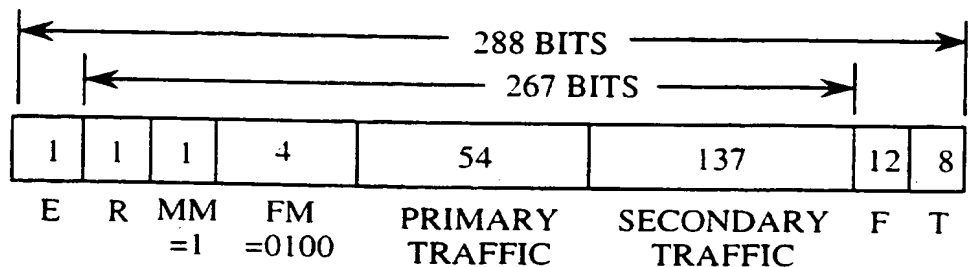 288 BITS
267 BITS
1 1 1 4 54 137 12 8
E R MM FM PRIMARY SECONDARY F T
=1 =0100 TRAFFIC TRAFFIC